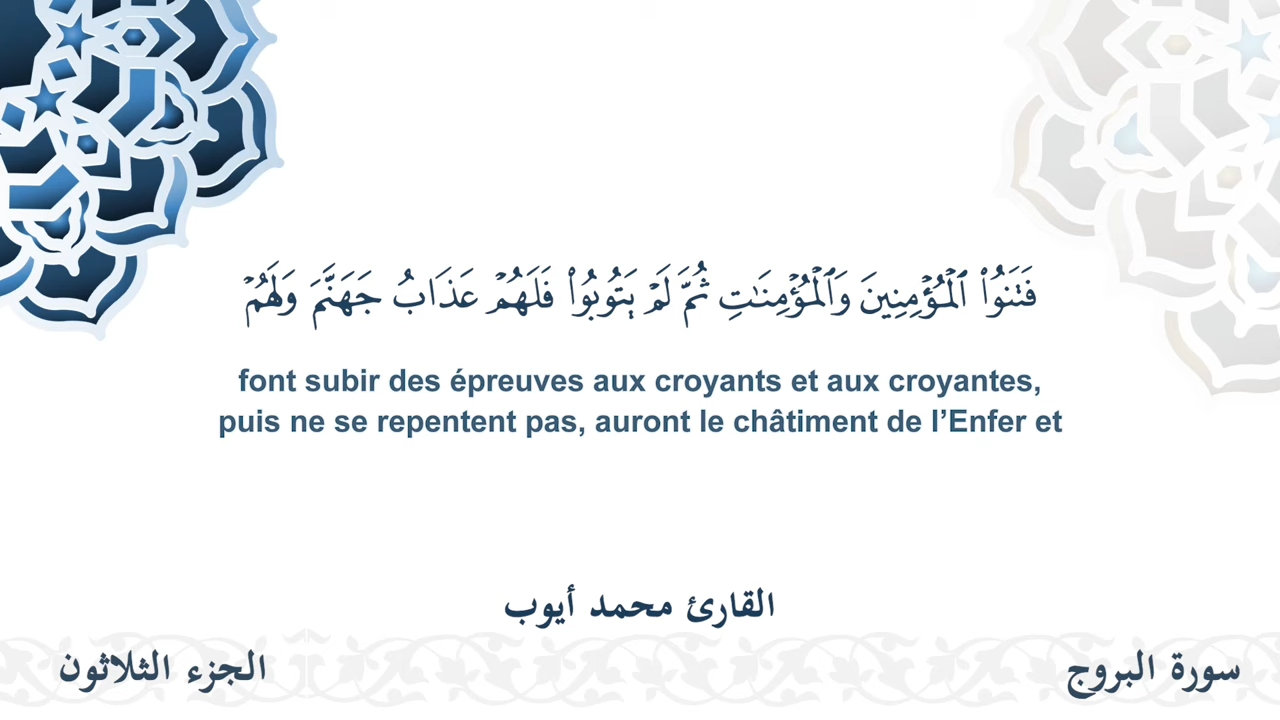 فَتَنُوا۟ ٱلْمُؤْمِنِينَ وَٱلْمُؤْمِنَـٰتِ ثُمَّ لَمْ يَتُوبُوا۟ فَلَهُمْ عَذَابُ جَهَنَّمَ وَلَهُمْ
font subir des épreuves aux croyants et aux croyantes,
puis ne se repentent pas, auront le châtiment de l’Enfer et
القارئ محمد أيوب
سورة البروج
الجزء الثلاثون